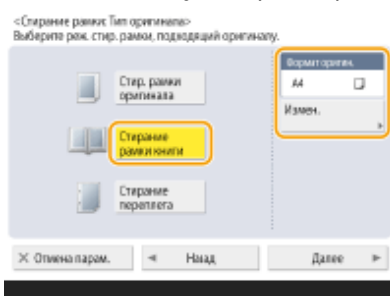 <Стирание рамки: Тип оригинала>
Выберите реж. стир. рамки, подходящий оригиналу.
Стир. рамки
оригинала
Стирание
рамки книги
Стирание
переплета
Формат оригин.
A4
Измен.
Отмена парам.
Назад
Далее